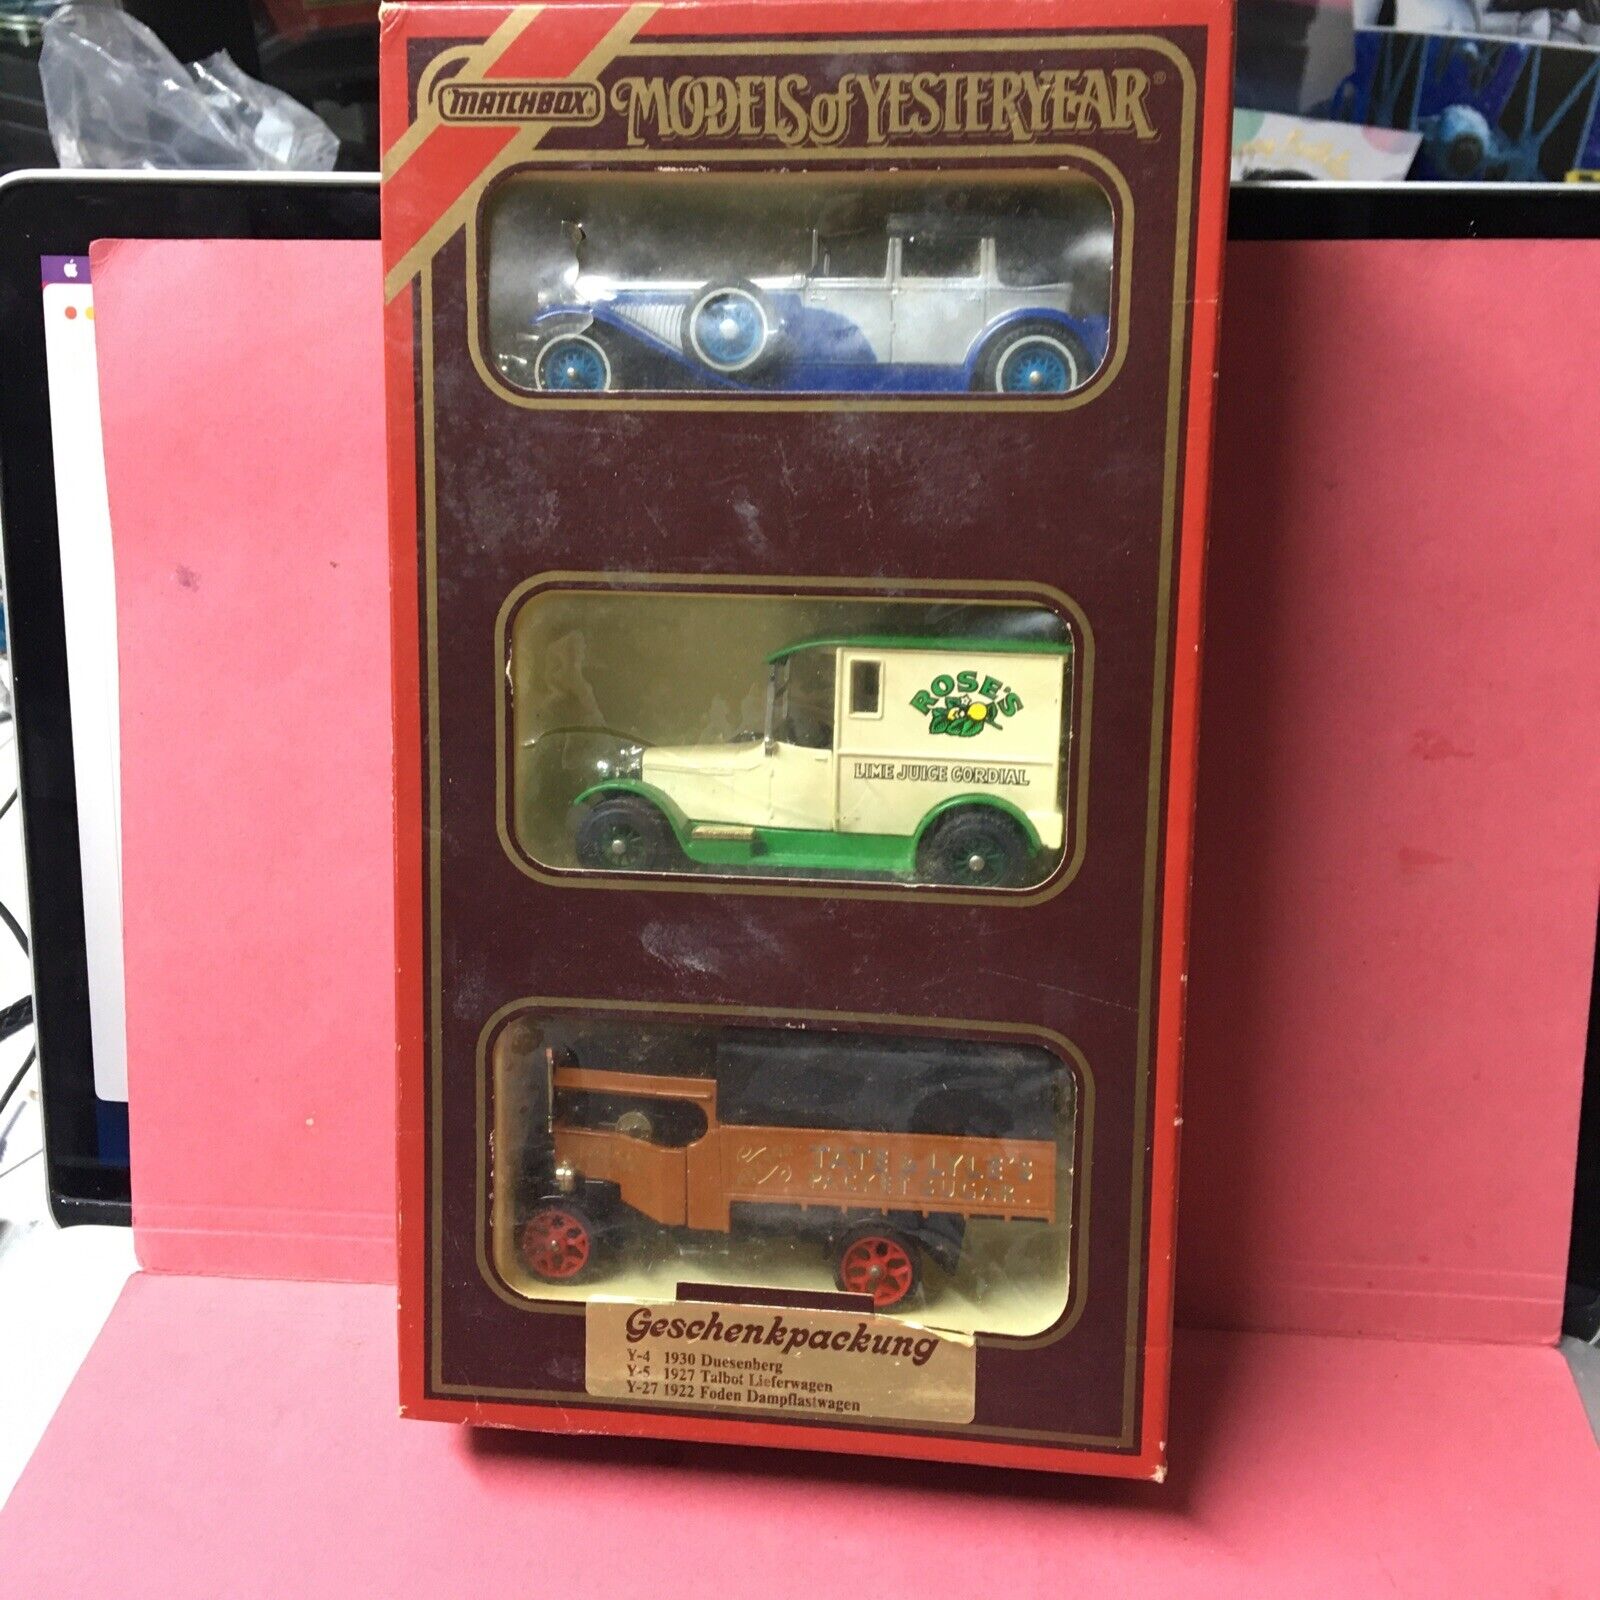 MATCHBOX
MODELS of YESTERYEAR®
ROSE'S
LIME JUICE CORDIAL
TATE & LYLE'S
PACKET SUGAR.
Geschenkpackung
Y-4 1930 Duesenberg
Y-5 1927 Talbot Lieferwagen
Y-27 1922 Foden Dampflastwagen